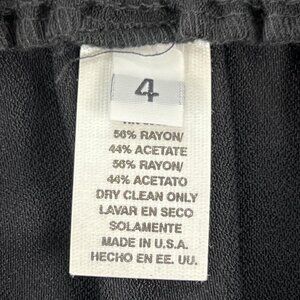 4
56% RAYON/
44% ACETATE
56% RAYON/
44% ACETATO
DRY CLEAN ONLY
LAVAR EN SECO
SOLAMENTE
MADE IN U.S.A.
HECHO EN EE. UU.